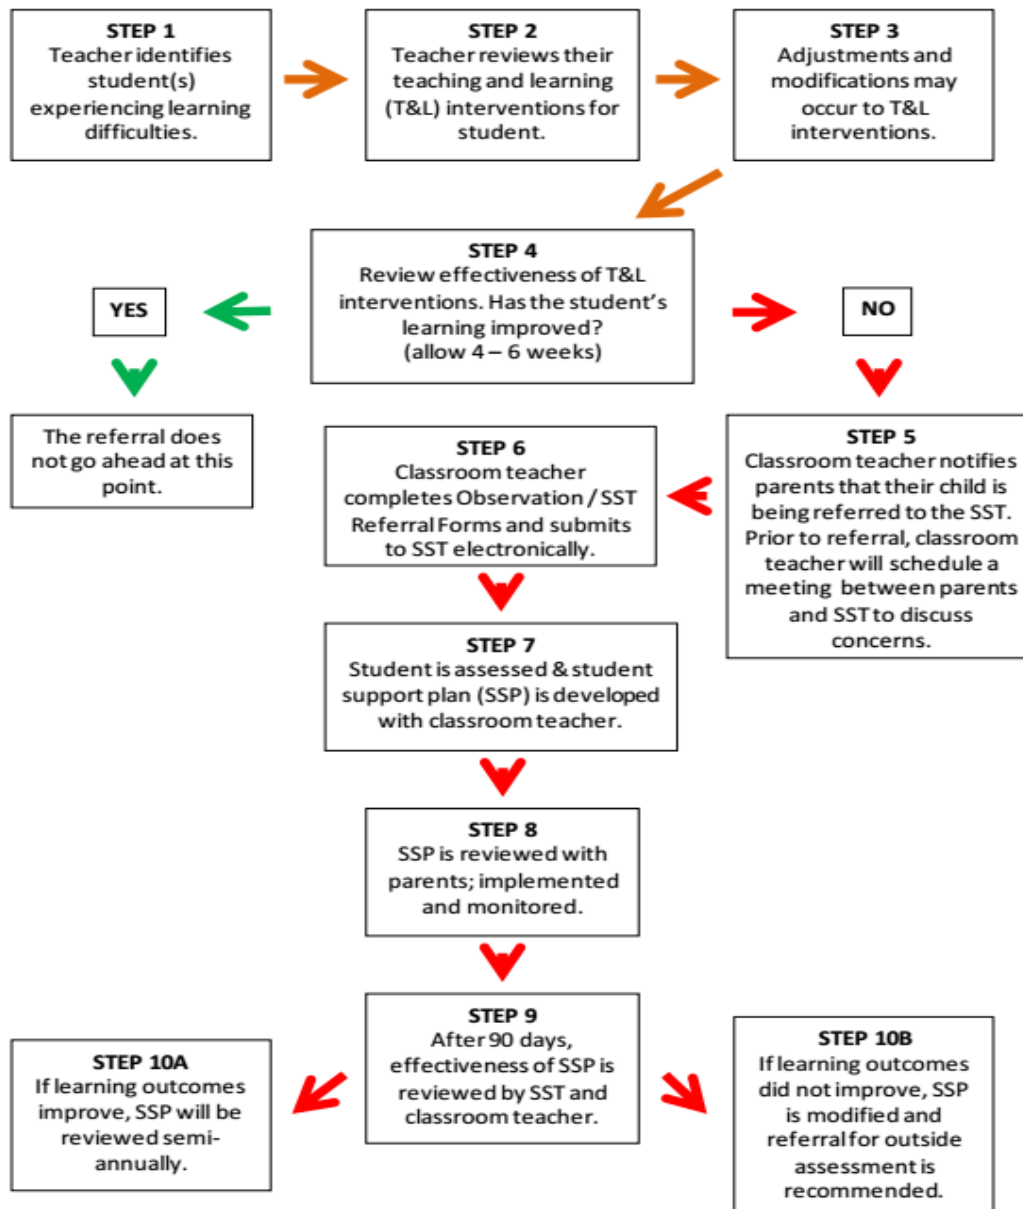 STEP 1
Teacher identifies
student(s)
experiencing learning
difficulties.
STEP 2
Teacher reviews their
teaching and learning
(T&L) interventions for
student.
STEP 3
Adjustments and
modifications may
occur to T&L
interventions.
STEP 4
Review effectiveness of T&L
interventions. Has the student's
learning improved?
(allow 4 – 6 weeks)
YES
NO
The referral does
not go ahead at this
point.
STEP 5
Classroom teacher notifies
parents that their child is
being referred to the SST.
Prior to referral, classroom
teacher will schedule a
meeting between parents
and SST to discuss
concerns.
STEP 6
Classroom teacher
completes Observation / SST
Referral Forms and submits
to SST electronically.
STEP 7
Student is assessed & student
support plan (SSP) is developed
with classroom teacher.
STEP 8
SSP is reviewed with
parents; implemented
and monitored.
STEP 9
After 90 days,
effectiveness of SSP is
reviewed by SST and
classroom teacher.
STEP 10A
If learning outcomes
improve, SSP will be
reviewed semi-
annually.
STEP 10B
If learning outcomes
did not improve, SSP
is modified and
referral for outside
assessment is
recommended.